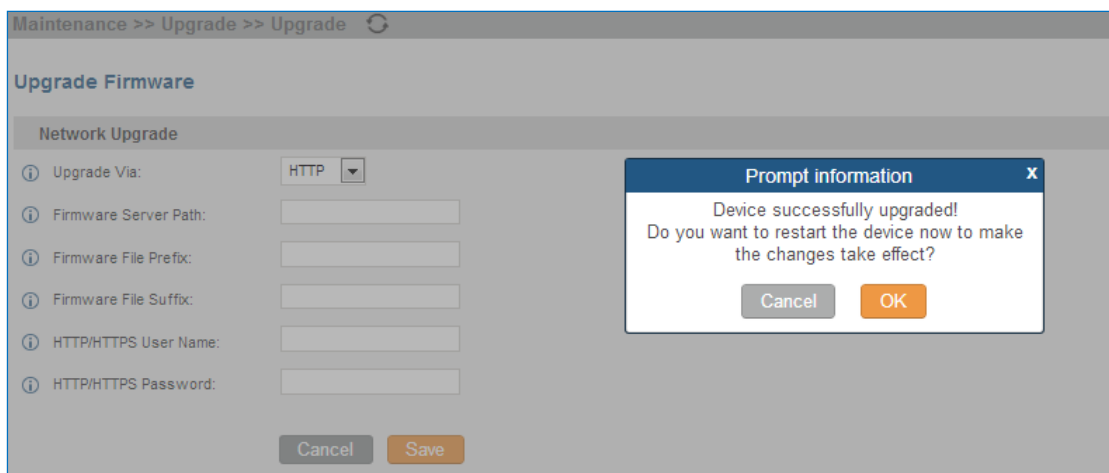 Maintenance >> Upgrade >> Upgrade
Upgrade Firmware
Network Upgrade
Upgrade Via:
HTTP
Firmware Server Path:
Firmware File Prefix:
Firmware File Suffix:
HTTP/HTTPS User Name:
HTTP/HTTPS Password:
Cancel Save
Prompt information x
Device successfully upgraded!
Do you want to restart the device now to make
the changes take effect?
Cancel OK